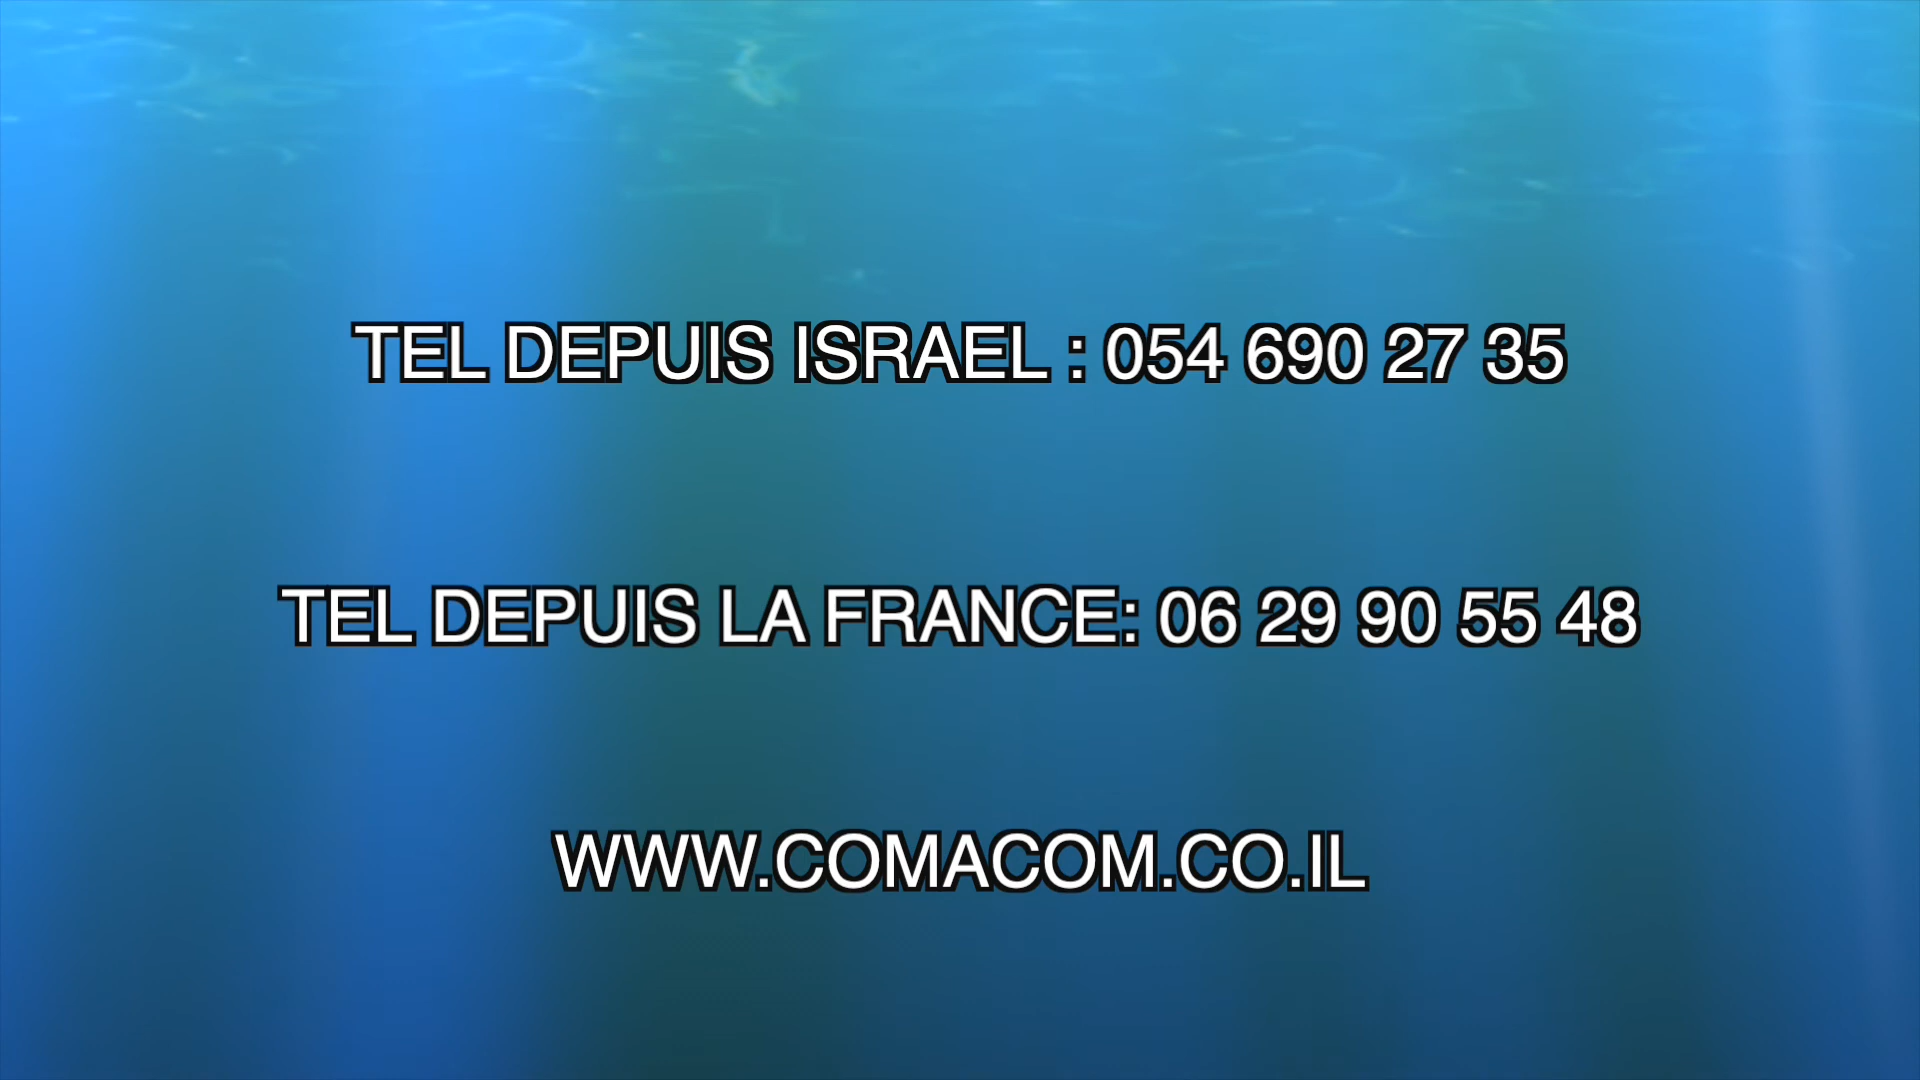 TEL DEPUIS ISRAEL : 054 690 27 35
TEL DEPUIS LA FRANCE: 06 29 90 55 48
WWW.COMACOM.CO.IL